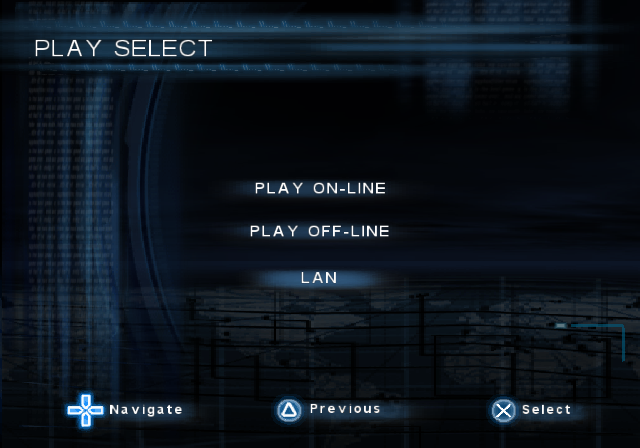 PLAY SELECT
PLAY ON-LINE
PLAY OFF-LINE
LAN
Navigate Previous Select